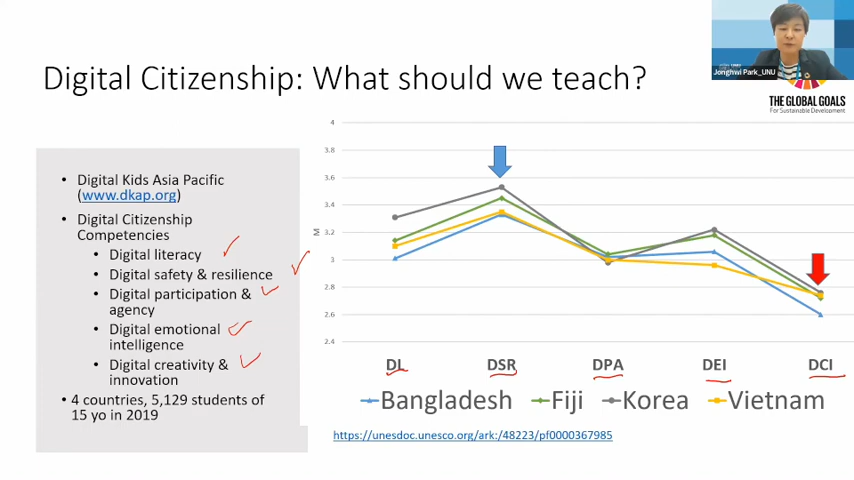 Jonghwi Park_UNU
THE GLOBAL GOALS
For Sustainable Development
Digital Citizenship: What should we teach?
• Digital Kids Asia Pacific
(www.dkap.org)
• Digital Citizenship
Competencies
• Digital literacy
• Digital safety & resilience
• Digital participation &
agency
• Digital emotional
intelligence
• Digital creativity &
innovation
• 4 countries, 5,129 students of
15 yo in 2019
4
3.8
3.6
3.4
3.2
3
2.8
2.6
2.4
M
DL DSR DPA DEI DCI
Bangladesh Fiji Korea Vietnam
https://unesdoc.unesco.org/ark:/48223/pf0000367985